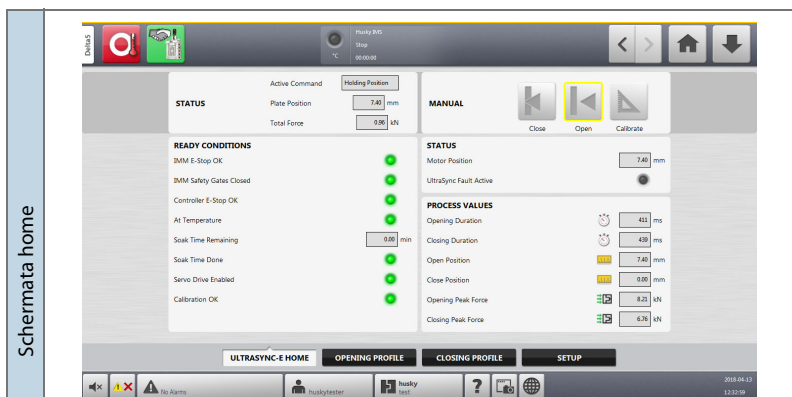 Schermata home
Delta5
Husky IMS
Stop
°C 00:00:00
STATUS
Active Command Holding Position
Plate Position 7.40 mm
Total Force 0.96 kN
MANUAL
Close Open Calibrate
READY CONDITIONS
IMM E-Stop OK
IMM Safety Gates Closed
Controller E-Stop OK
At Temperature
Soak Time Remaining 0.00 min
Soak Time Done
Servo Drive Enabled
Calibration OK
STATUS
Motor Position 7.40 mm
UltraSync Fault Active
PROCESS VALUES
Opening Duration 411 ms
Closing Duration 439 ms
Open Position 7.40 mm
Close Position 0.00 mm
Opening Peak Force 8.21 kN
Closing Peak Force 6.76 kN
ULTRASYNC-E HOME OPENING PROFILE CLOSING PROFILE SETUP
No Alarms
huskytester
husky
test
?
2018-04-13
12:32:59